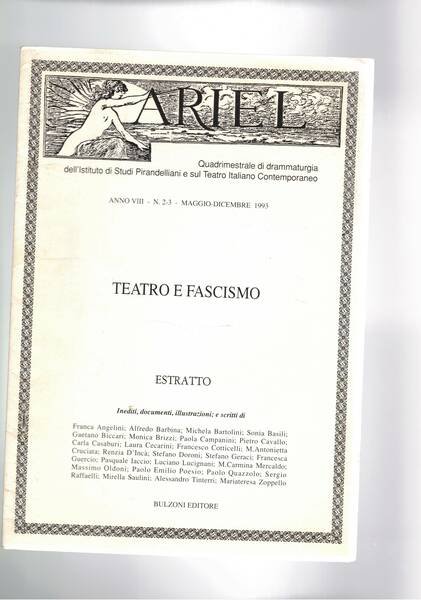 ARIEL
Quadrimestrale di drammaturgia
dell'Istituto di Studi Pirandelliani e sul Teatro Italiano Contemporaneo
ANNO VIII - N. 2-3 - MAGGIO-DICEMBRE 1993
TEATRO E FASCISMO
ESTRATTO
Inediti, documenti, illustrazioni; e scritti di
Franca Angelini; Alfredo Barbina; Michela Bartolini; Sonia Basili;
Gaetano Biccari; Monica Brizzi; Paola Campanini; Pietro Cavallo;
Carla Casaburi; Laura Cecarini; Francesco Cotticelli; M.Antonietta
Cruciata; Renzia D'Incà; Stefano Doroni; Stefano Geraci; Francesca
Guercio; Pasquale Iaccio; Luciano Lucignani; M.Carmina Mercaldo;
Massimo Oldoni; Paolo Emilio Poesio; Paolo Quazzolo; Sergio
Raffaelli; Mirella Saulini; Alessandro Tinterri; Mariateresa Zoppello
BULZONI EDITORE